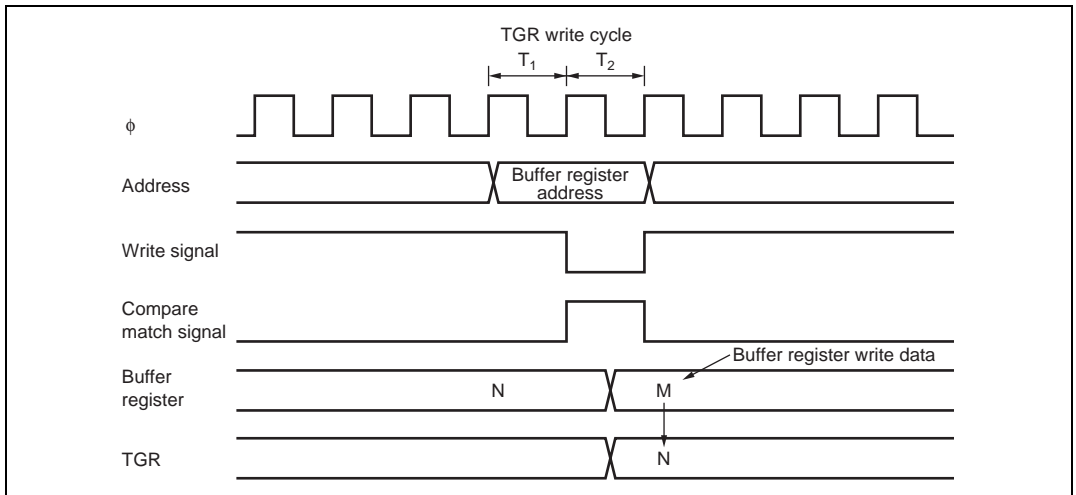 TGR write cycle
T1 T2
ϕ
Address
Buffer register
address
Write signal
Compare
match signal
Buffer register write data
Buffer
register
N M
TGR
N